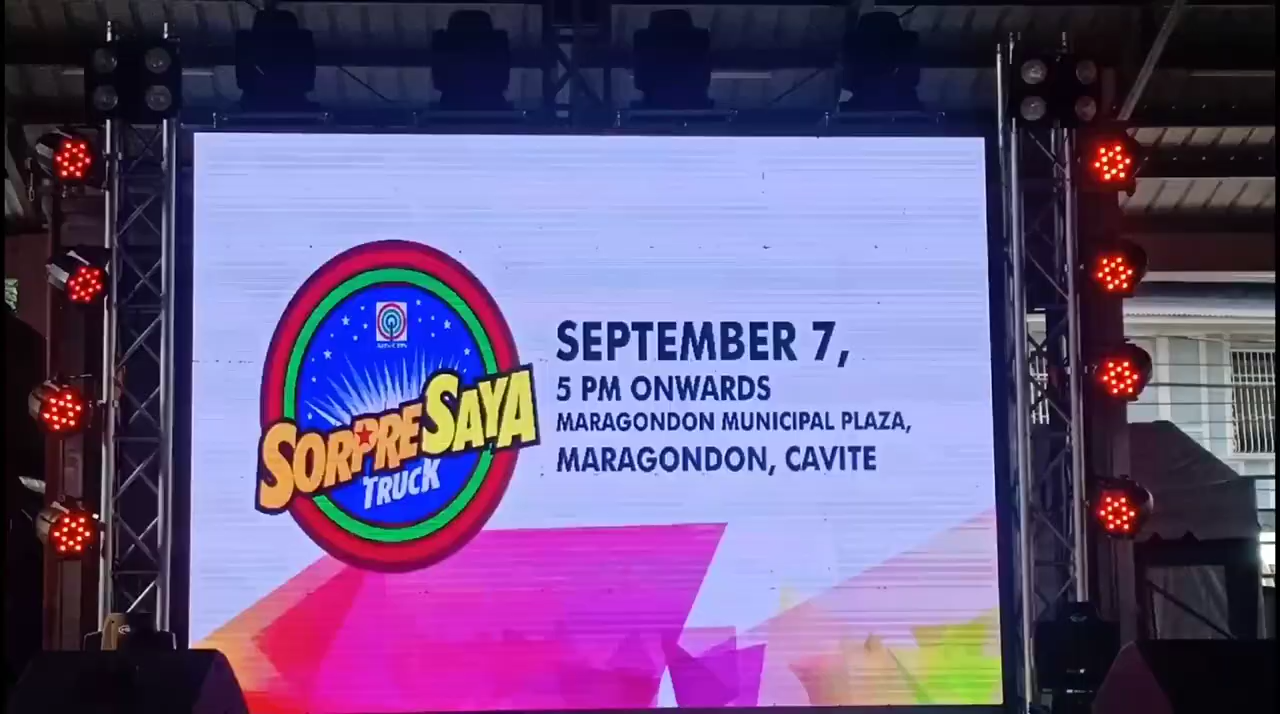 SORPRESAYA
TRUCK
SEPTEMBER 7,
5 PM ONWARDS
MARAGONDON MUNICIPAL PLAZA,
MARAGONDON, CAVITE